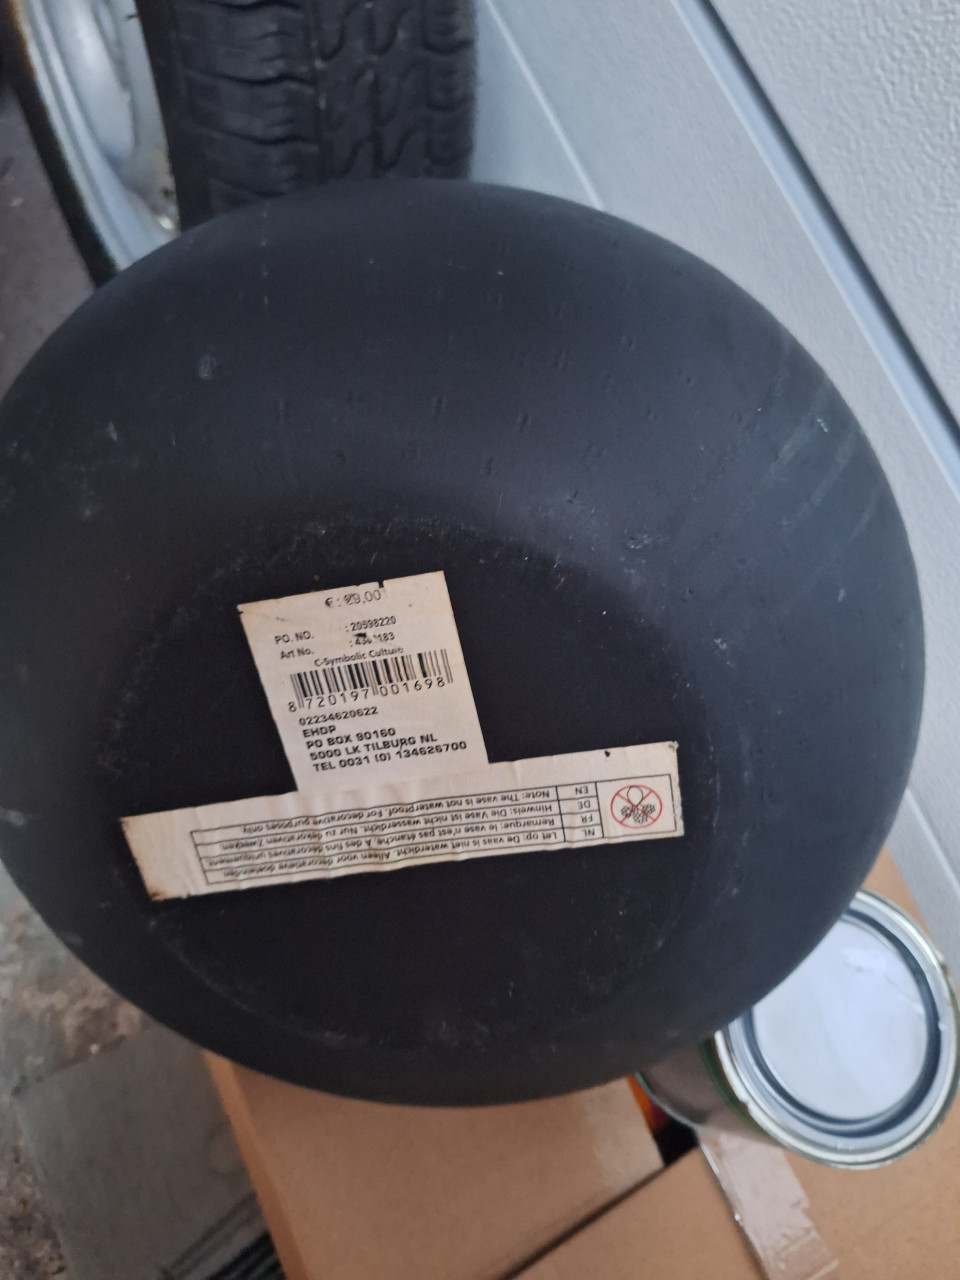 PO. NO. : 20598220
Art No. :
C-Symbolic Culture
8 720197 001698
02234620622
EHDP
PO BOX 90160
5000 LK TILBURG NL
TEL 0031 (0) 134626700
NL Let op: De vaas is niet waterdicht. Alleen voor decoratieve doeleinden
FR Remarque: le vase n'est pas étanche. A des fins décoratives uniquement
DE Hinweis: Die Vase ist nicht wasserdicht. Nur zu dekorativen Zwecken
EN Note: The vase is not waterproof. For decorative purposes only